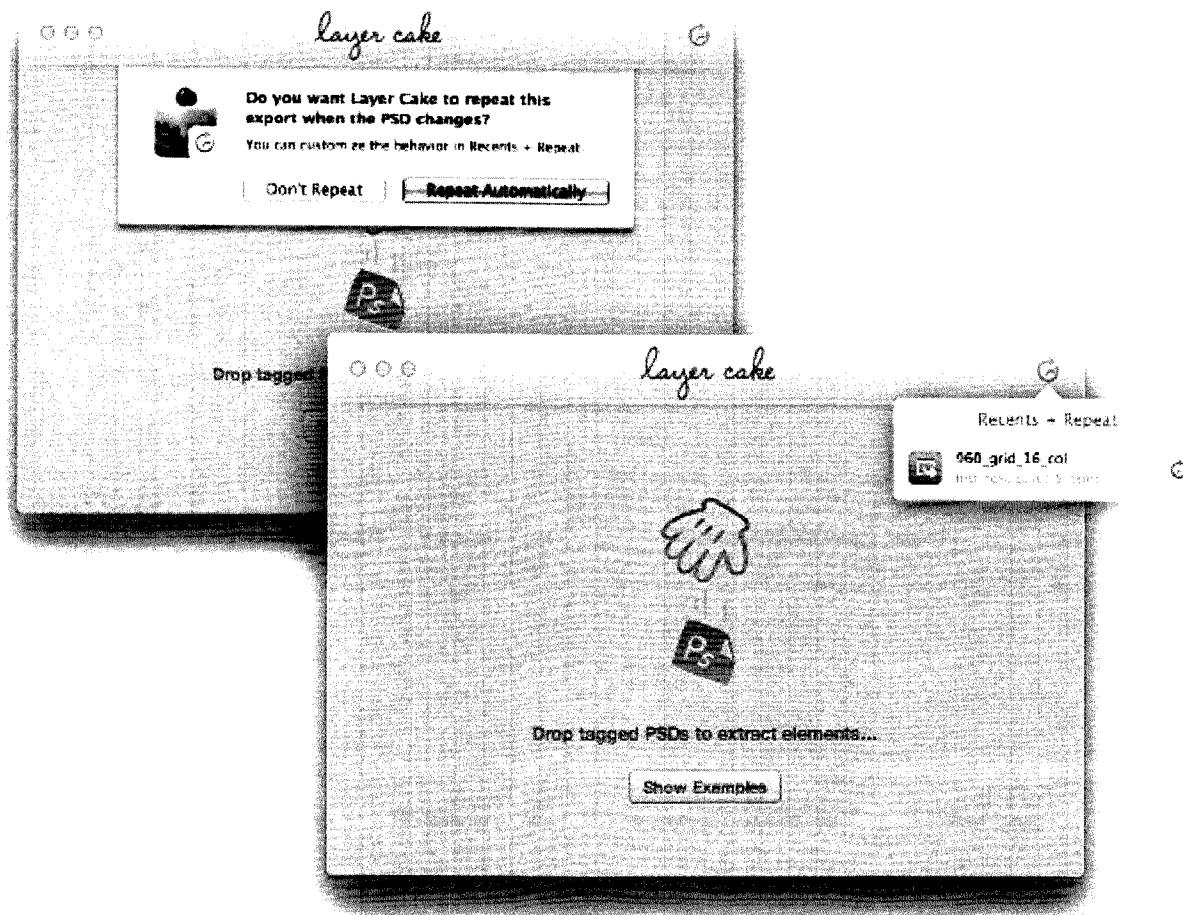 layer cake
Do you want Layer Cake to repeat this
export when the PSD changes?
You can customize the behavior in Recents + Repeat
Don't Repeat
Repeat Automatically
Ps
Drop tagged
layer cake
Recents + Repeat
960_grid_16_col
Ps
Drop tagged PSDs to extract elements...
Show Examples